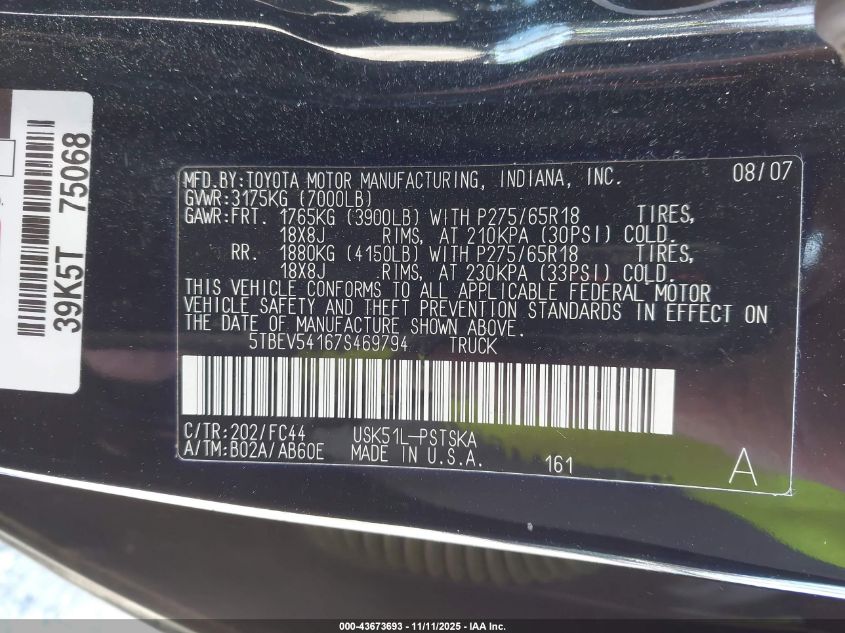 39K5T 75068
MFD.BY:TOYOTA MOTOR MANUFACTURING, INDIANA, INC. 08/07
GVWR:3175KG (7000LB)
GAWR:FRT. 1765KG (3900LB) WITH P275/65R18 TIRES,
18X8J RIMS, AT 210KPA (30PSI) COLD.
RR. 1880KG (4150LB) WITH P275/65R18 TIRES,
18X8J RIMS, AT 230KPA (33PSI) COLD.
THIS VEHICLE CONFORMS TO ALL APPLICABLE FEDERAL MOTOR
VEHICLE SAFETY AND THEFT PREVENTION STANDARDS IN EFFECT ON
THE DATE OF MANUFACTURE SHOWN ABOVE.
5TBEV54167S469794 TRUCK
C/TR:202/FC44 USK51L-PSTSKA
A/TM:B02A/AB60E MADE IN U.S.A. 161 A
000-43673693 - 11/11/2025 - IAA Inc.